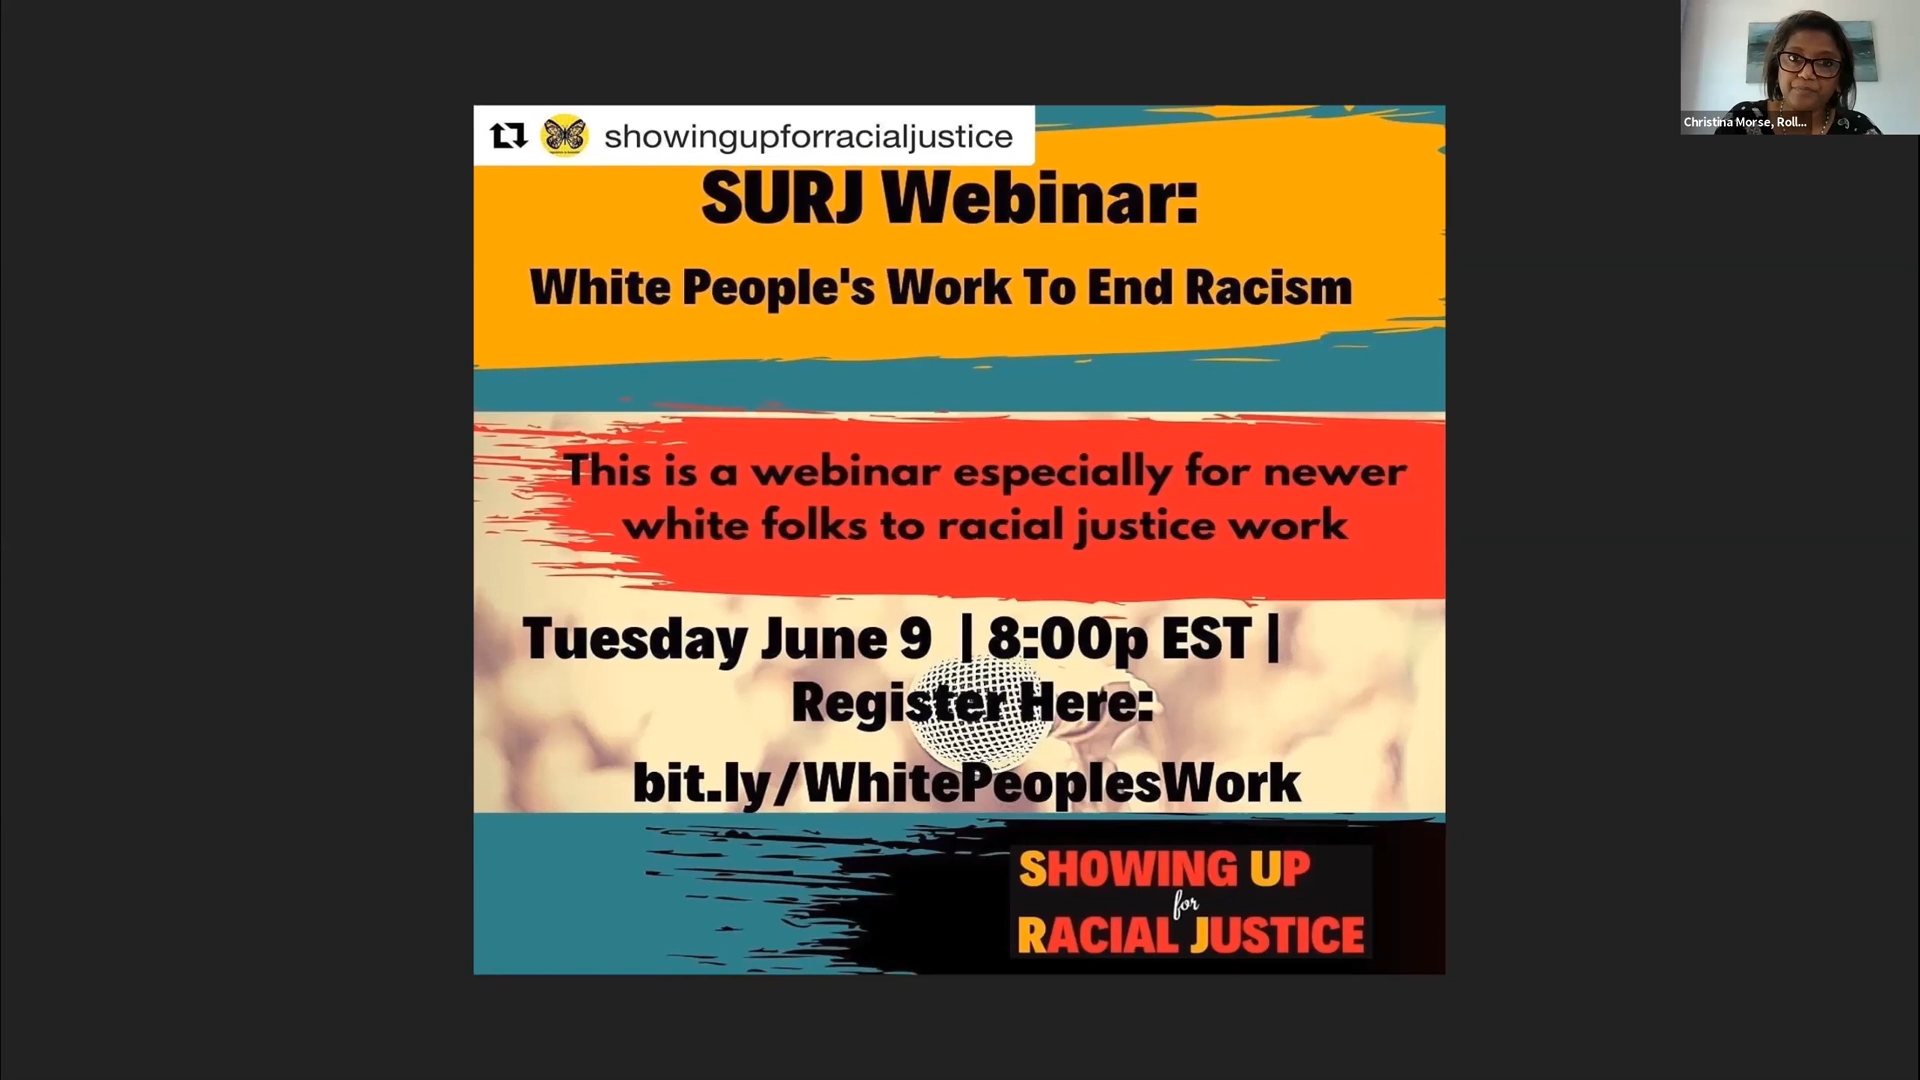 showingupforracialjustice
SURJ Webinar:
White People's Work To End Racism
This is a webinar especially for newer
white folks to racial justice work
Tuesday June 9 | 8:00p EST |
Register Here:
bit.ly/WhitePeoplesWork
SHOWING UP
for
RACIAL JUSTICE
Christina Morse, Roll...